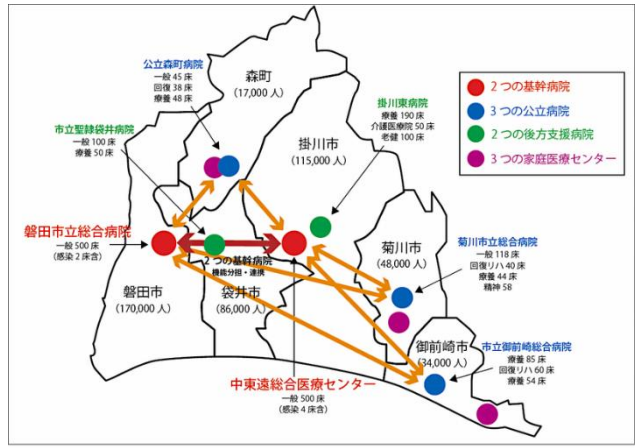 公立森町病院
一般 45 床
回復 38 床
療養 48 床
森町
(17,000 人)
2つの基幹病院
3つの公立病院
2つの後方支援病院
3つの家庭医療センター
市立聖隷袋井病院
一般 100 床
療養 50 床
掛川東病院
療養 190 床
介護医療院 50 床
老健 100 床
掛川市
(115,000 人)
磐田市立総合病院
一般 500 床
(感染 2 床含)
2つの基幹病院
機能分担・連携
菊川市
(48,000 人)
菊川市立総合病院
一般 118 床
回復リハ 40 床
療養 44 床
精神 58
磐田市
(170,000 人)
袋井市
(86,000 人)
御前崎市
(34,000 人)
市立御前崎総合病院
療養 85 床
回復リハ 60 床
療養 54 床
中東遠総合医療センター
一般 500 床
(感染 4 床含)